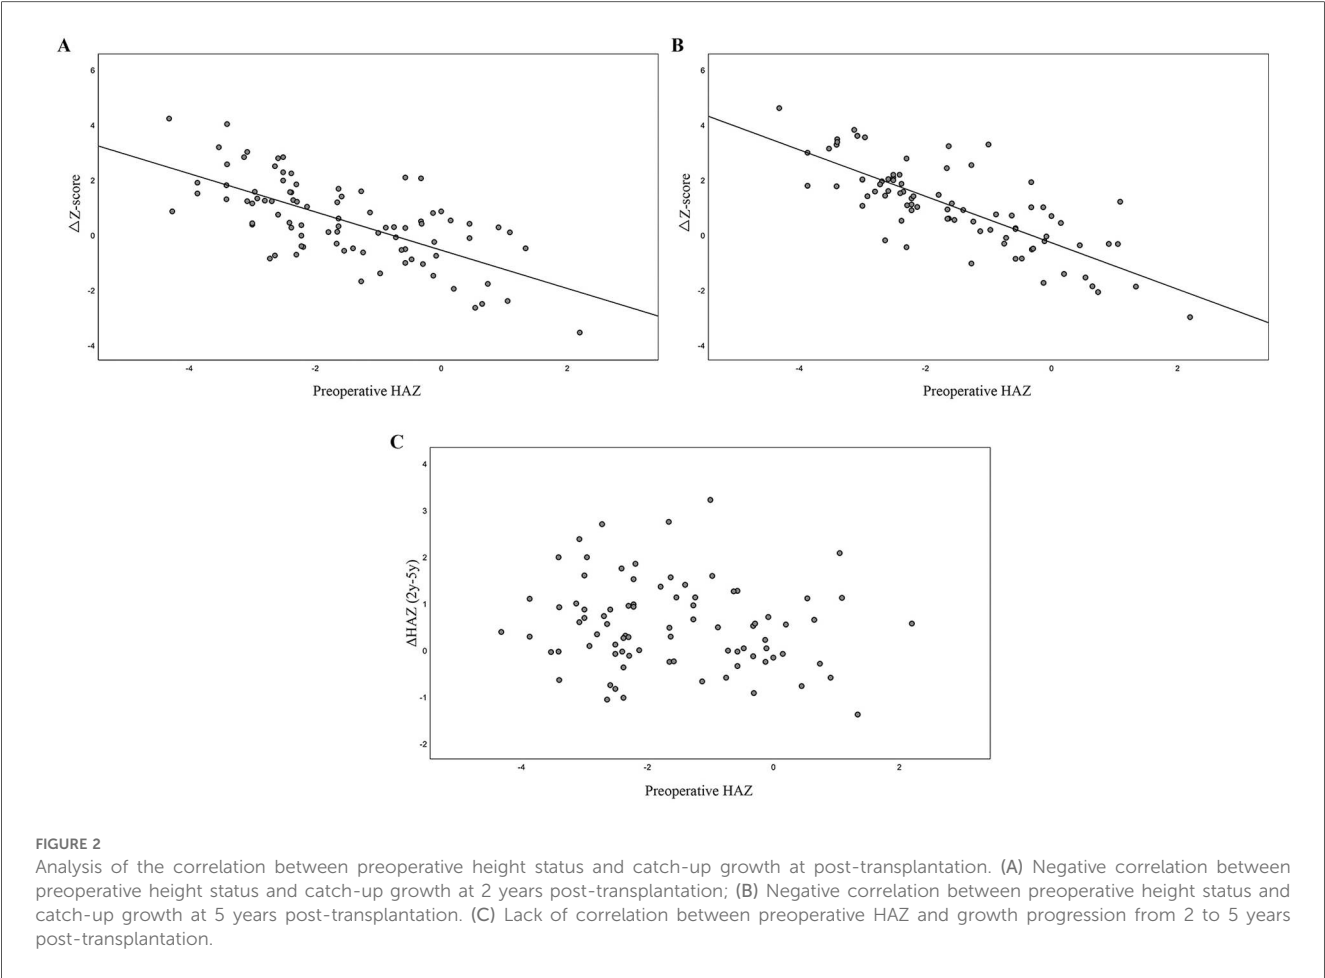 A
B
6
4
2
0
-2
-4
△Z-score
-4
-2
0
2
Preoperative HAZ
6
4
2
0
-2
-4
△Z-score
-4
-2
0
2
Preoperative HAZ
C
4
3
2
1
0
-1
-2
ΔHAZ (2y-5y)
-4
-2
0
2
Preoperative HAZ
FIGURE 2
Analysis of the correlation between preoperative height status and catch-up growth at post-transplantation. (A) Negative correlation between
preoperative height status and catch-up growth at 2 years post-transplantation; (B) Negative correlation between preoperative height status and
catch-up growth at 5 years post-transplantation. (C) Lack of correlation between preoperative HAZ and growth progression from 2 to 5 years
post-transplantation.